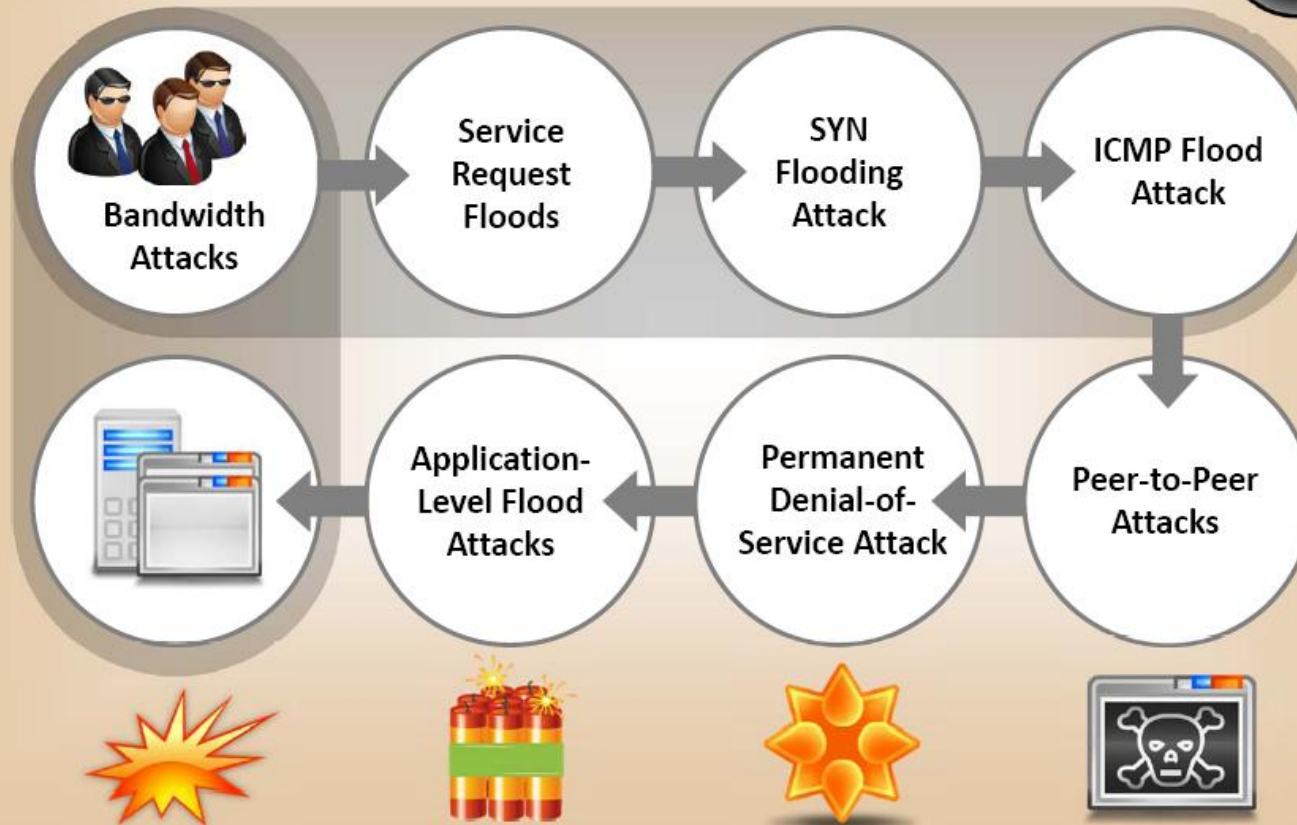 Bandwidth
Attacks
Service
Request
Floods
SYN
Flooding
Attack
ICMP Flood
Attack
Peer-to-Peer
Attacks
Permanent
Denial-of-
Service Attack
Application-
Level Flood
Attacks